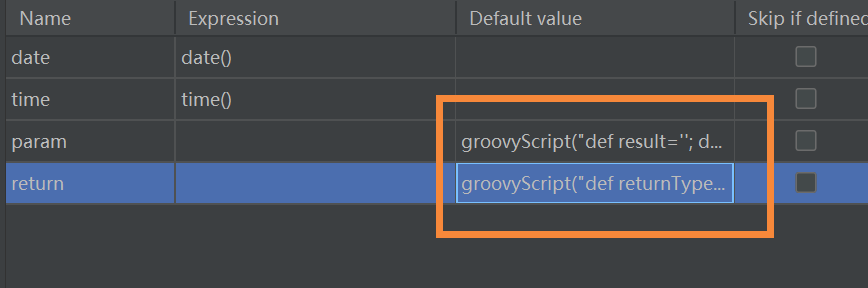 Name Expression Default value Skip if defined
date date()
time time()
param groovyScript("def result=''; d...
return groovyScript("def returnType...